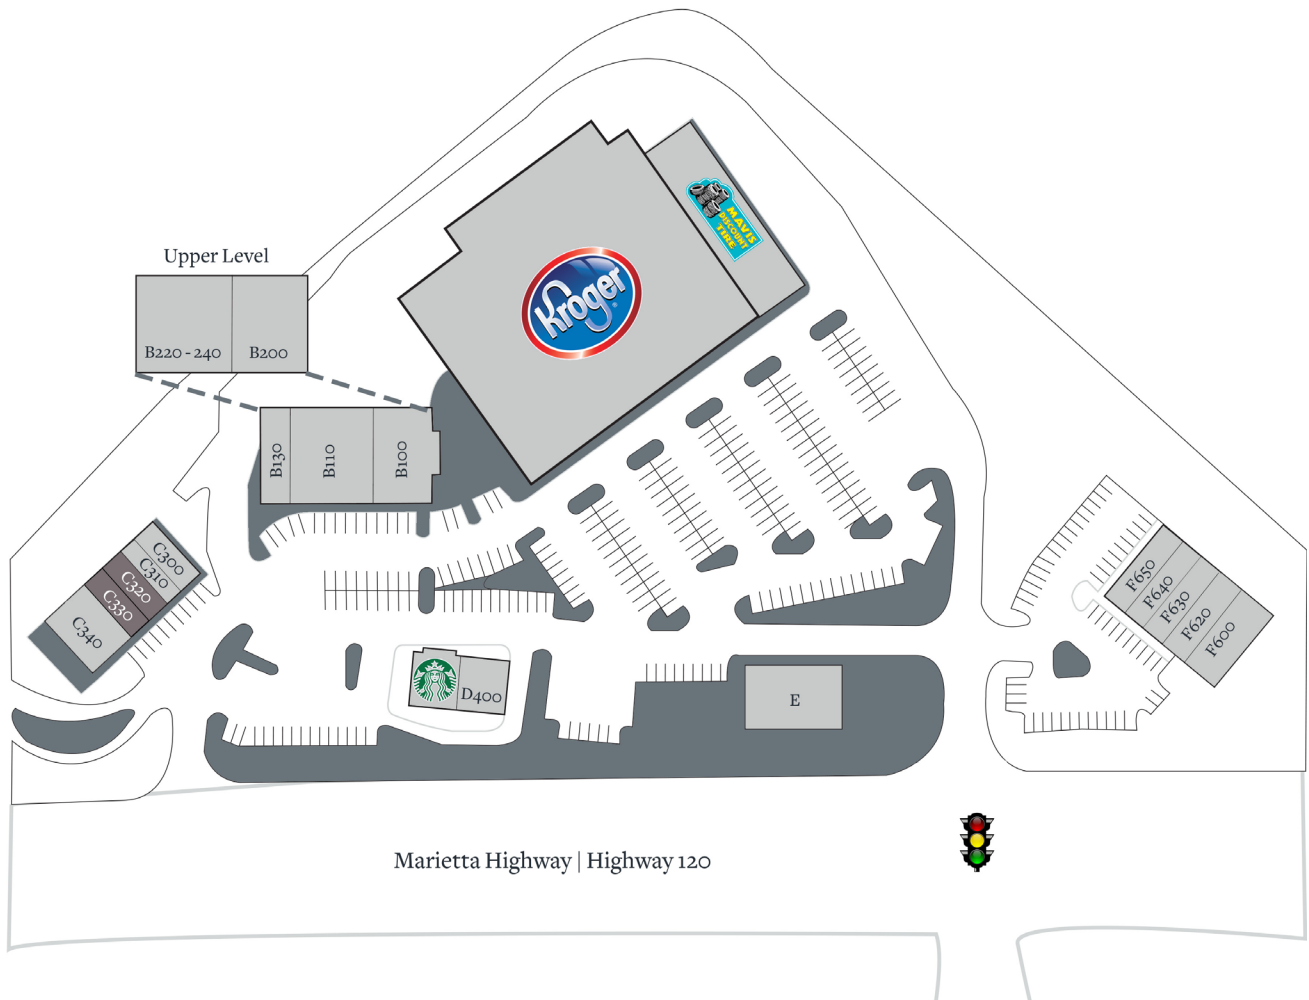 MAVIS
DISCOUNT
TIRE
Upper Level
Kroger
B220 - 240
B200
B130
B110
B100
C300
C310
C320
C330
C340
F650
F640
F630
F620
F600
D400
E
Marietta Highway | Highway 120